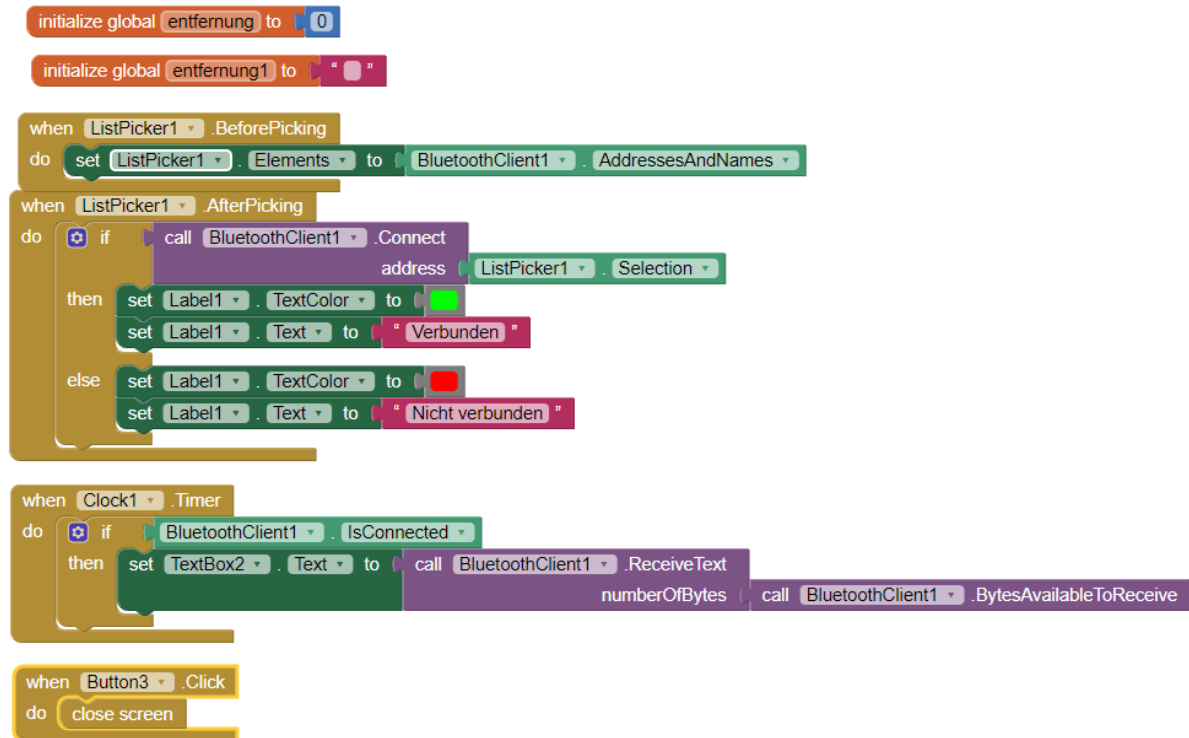 initialize global entfernung to 0
initialize global entfernung1 to " "
when ListPicker1 .BeforePicking
do set ListPicker1 . Elements to BluetoothClient1 . AddressesAndNames
when ListPicker1 .AfterPicking
do if call BluetoothClient1 .Connect
address ListPicker1 . Selection
then set Label1 . TextColor to
set Label1 . Text to " Verbunden "
else set Label1 . TextColor to
set Label1 . Text to " Nicht verbunden "
when Clock1 .Timer
do if BluetoothClient1 . IsConnected
then set TextBox2 . Text to call BluetoothClient1 .ReceiveText
numberOfBytes call BluetoothClient1 .BytesAvailableToReceive
when Button3 .Click
do close screen